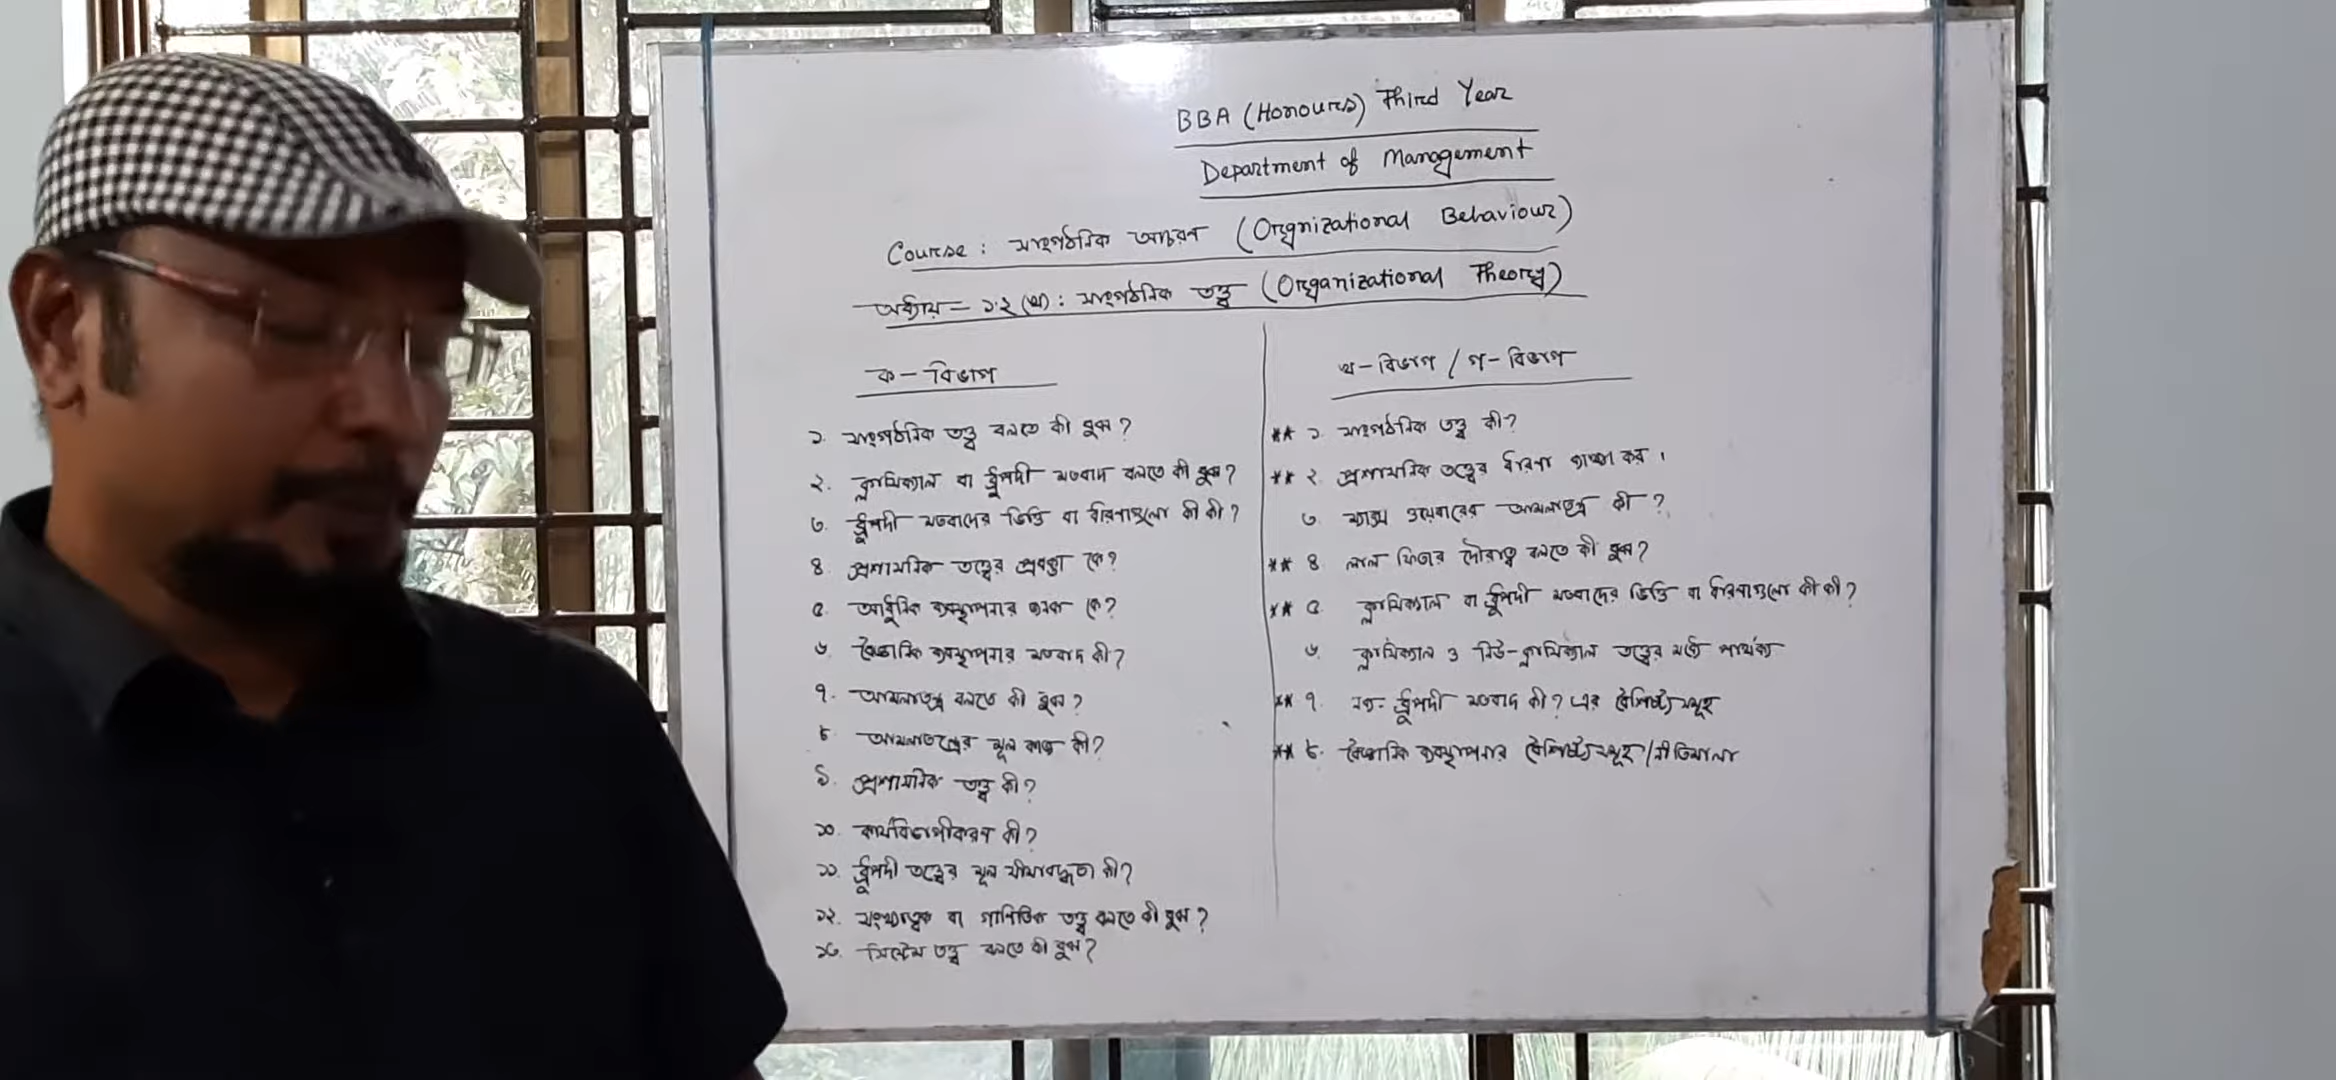 BBA (Honours) Third Year
Department of Management
Course : সাংগঠনিক আচরণ (Organizational Behaviour)
অধ্যায় – ১.২ (খ) : সাংগঠনিক তত্ত্ব (Organizational Theory)
ক – বিভাগ
১. সাংগঠনিক তত্ত্ব বলতে কী বুঝ ?
২. ক্লাসিক্যাল বা ধ্রুপদী মতবাদ বলতে কী বুঝ ?
৩. ধ্রুপদী মতবাদের ভিত্তি বা ধারণাগুলো কী কী ?
৪. প্রশাসনিক তত্ত্বের প্রবক্তা কে ?
৫. আধুনিক ব্যবস্থাপনার জনক কে ?
৬. বৈজ্ঞানিক ব্যবস্থাপনার মতবাদ কী ?
৭. আমলাতন্ত্র বলতে কী বুঝ ?
৮. আমলাতন্ত্রের মূল কাজ কী ?
৯. প্রশাসনিক তত্ত্ব কী ?
১০. কার্যবিভাগীকরণ কী ?
১১. ধ্রুপদী তত্ত্বের মূল সীমাবদ্ধতা কী ?
১২. সংখ্যাত্মক বা গাণিতিক তত্ত্ব বলতে কী বুঝ ?
১৩. সিস্টেম তত্ত্ব বলতে কী বুঝ ?
খ – বিভাগ / গ – বিভাগ
** ১. সাংগঠনিক তত্ত্ব কী ?
** ২. প্রশাসনিক তত্ত্বের ধারণা ব্যাখ্যা কর ।
৩. ম্যাক্স ওয়েবারের আমলাতন্ত্র কী ?
** ৪. লাল ফিতার দৌরাত্ম বলতে কী বুঝ ?
** ৫. ক্লাসিক্যাল বা ধ্রুপদী মতবাদের ভিত্তি বা ধারণাগুলো কী কী ?
৬. ক্লাসিক্যাল ও নিউ-ক্লাসিক্যাল তত্ত্বের মধ্যে পার্থক্য
** ৭. নব্য-ধ্রুপদী মতবাদ কী ? এর বৈশিষ্ট্যসমূহ
** ৮. বৈজ্ঞানিক ব্যবস্থাপনার বৈশিষ্ট্যসমূহ / নীতিমালা